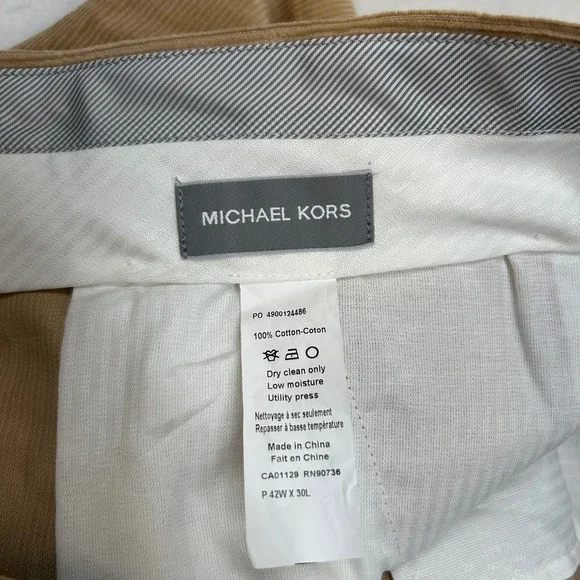 MICHAEL KORS
PO 4900124486
100% Cotton-Coton
Dry clean only
Low moisture
Utility press
Nettoyage à sec seulement
Repasser à basse température
Made in China
Fait en Chine
CA01129 RN90736
P 42W X 30L